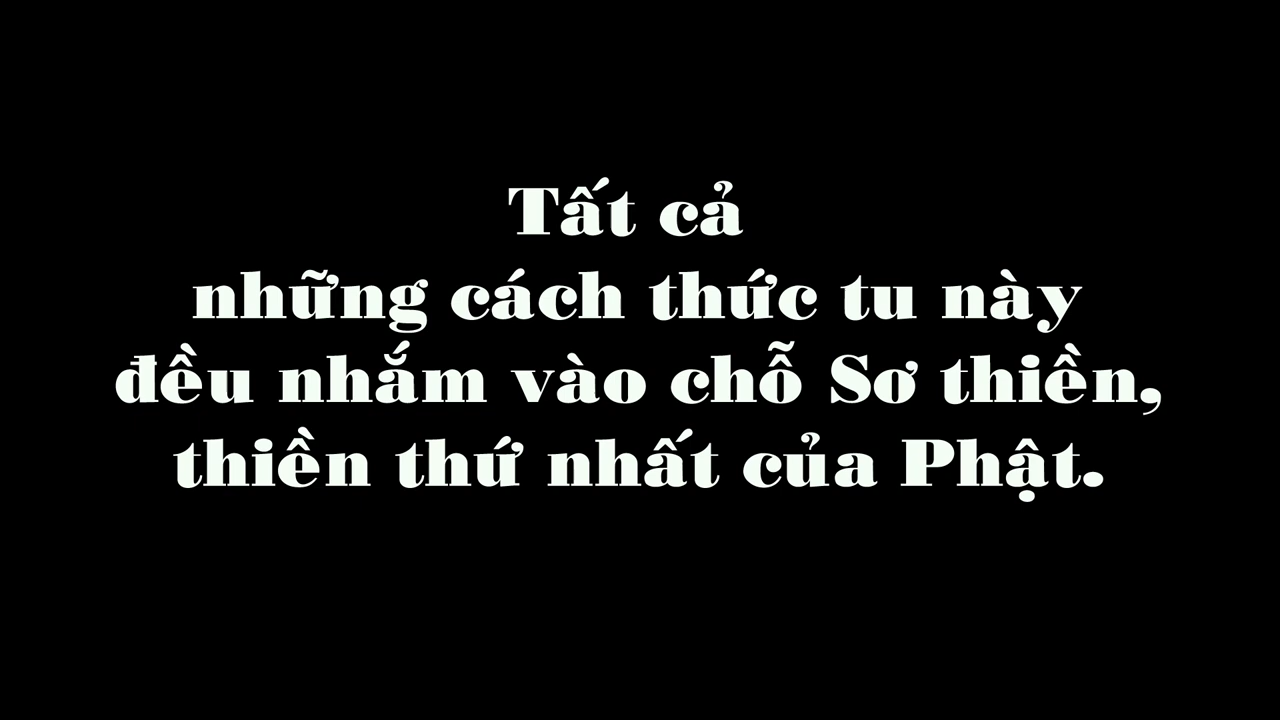 Tất cả
những cách thức tu này
đều nhắm vào chỗ Sơ thiền,
thiền thứ nhất của Phật.